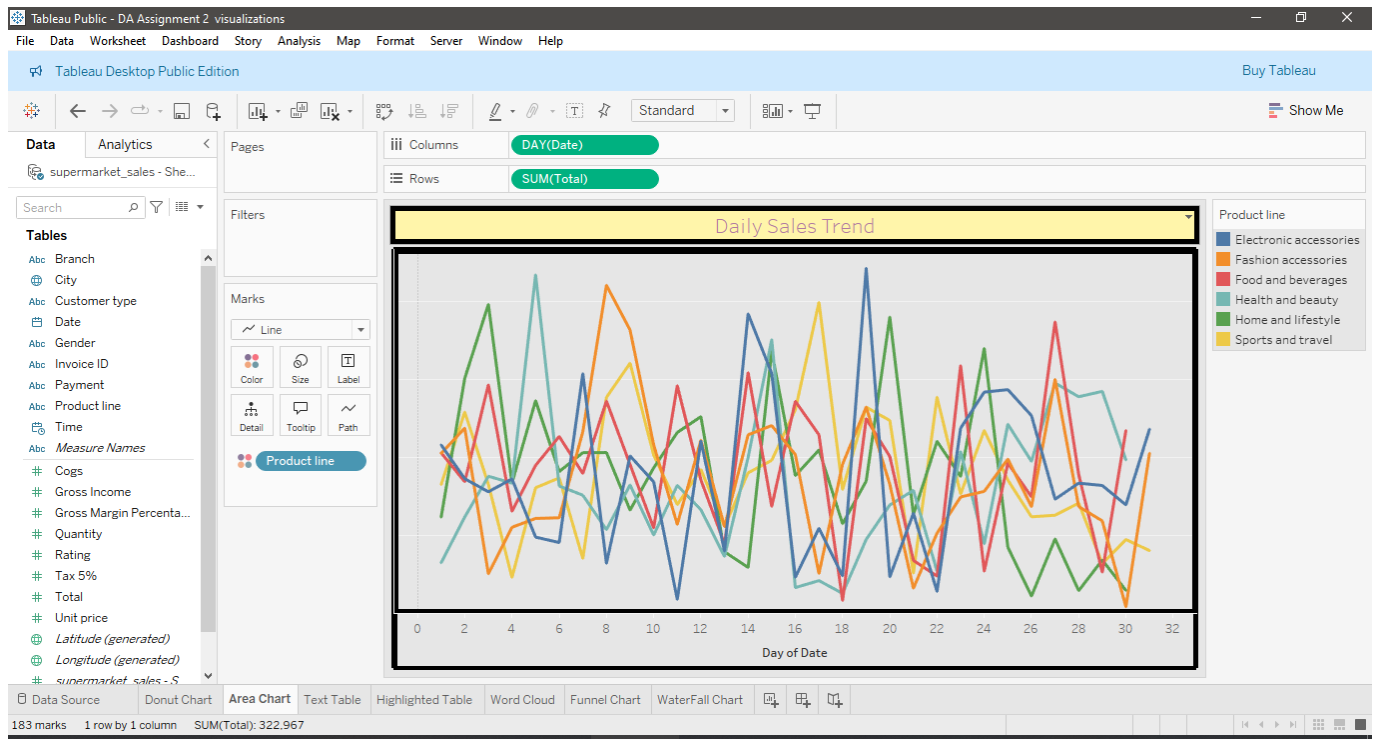 Tableau Public - DA Assignment 2 visualizations
File Data Worksheet Dashboard Story Analysis Map Format Server Window Help
Tableau Desktop Public Edition
Buy Tableau
Standard
Show Me
Data
Analytics
supermarket_sales - She...
Search
Tables
Abc Branch
City
Abc Customer type
Date
Abc Gender
Abc Invoice ID
Abc Payment
Abc Product line
Time
Abc Measure Names
# Cogs
# Gross Income
# Gross Margin Percenta...
# Quantity
# Rating
# Tax 5%
# Total
# Unit price
Latitude (generated)
Longitude (generated)
# supermarket_sales - S
Pages
Filters
Marks
Line
Color Size Label
Detail Tooltip Path
Product line
Columns DAY(Date)
Rows SUM(Total)
Daily Sales Trend
0 2 4 6 8 10 12 14 16 18 20 22 24 26 28 30 32
Day of Date
Product line
Electronic accessories
Fashion accessories
Food and beverages
Health and beauty
Home and lifestyle
Sports and travel
Data Source Donut Chart Area Chart Text Table Highlighted Table Word Cloud Funnel Chart WaterFall Chart
183 marks 1 row by 1 column SUM(Total): 322,967